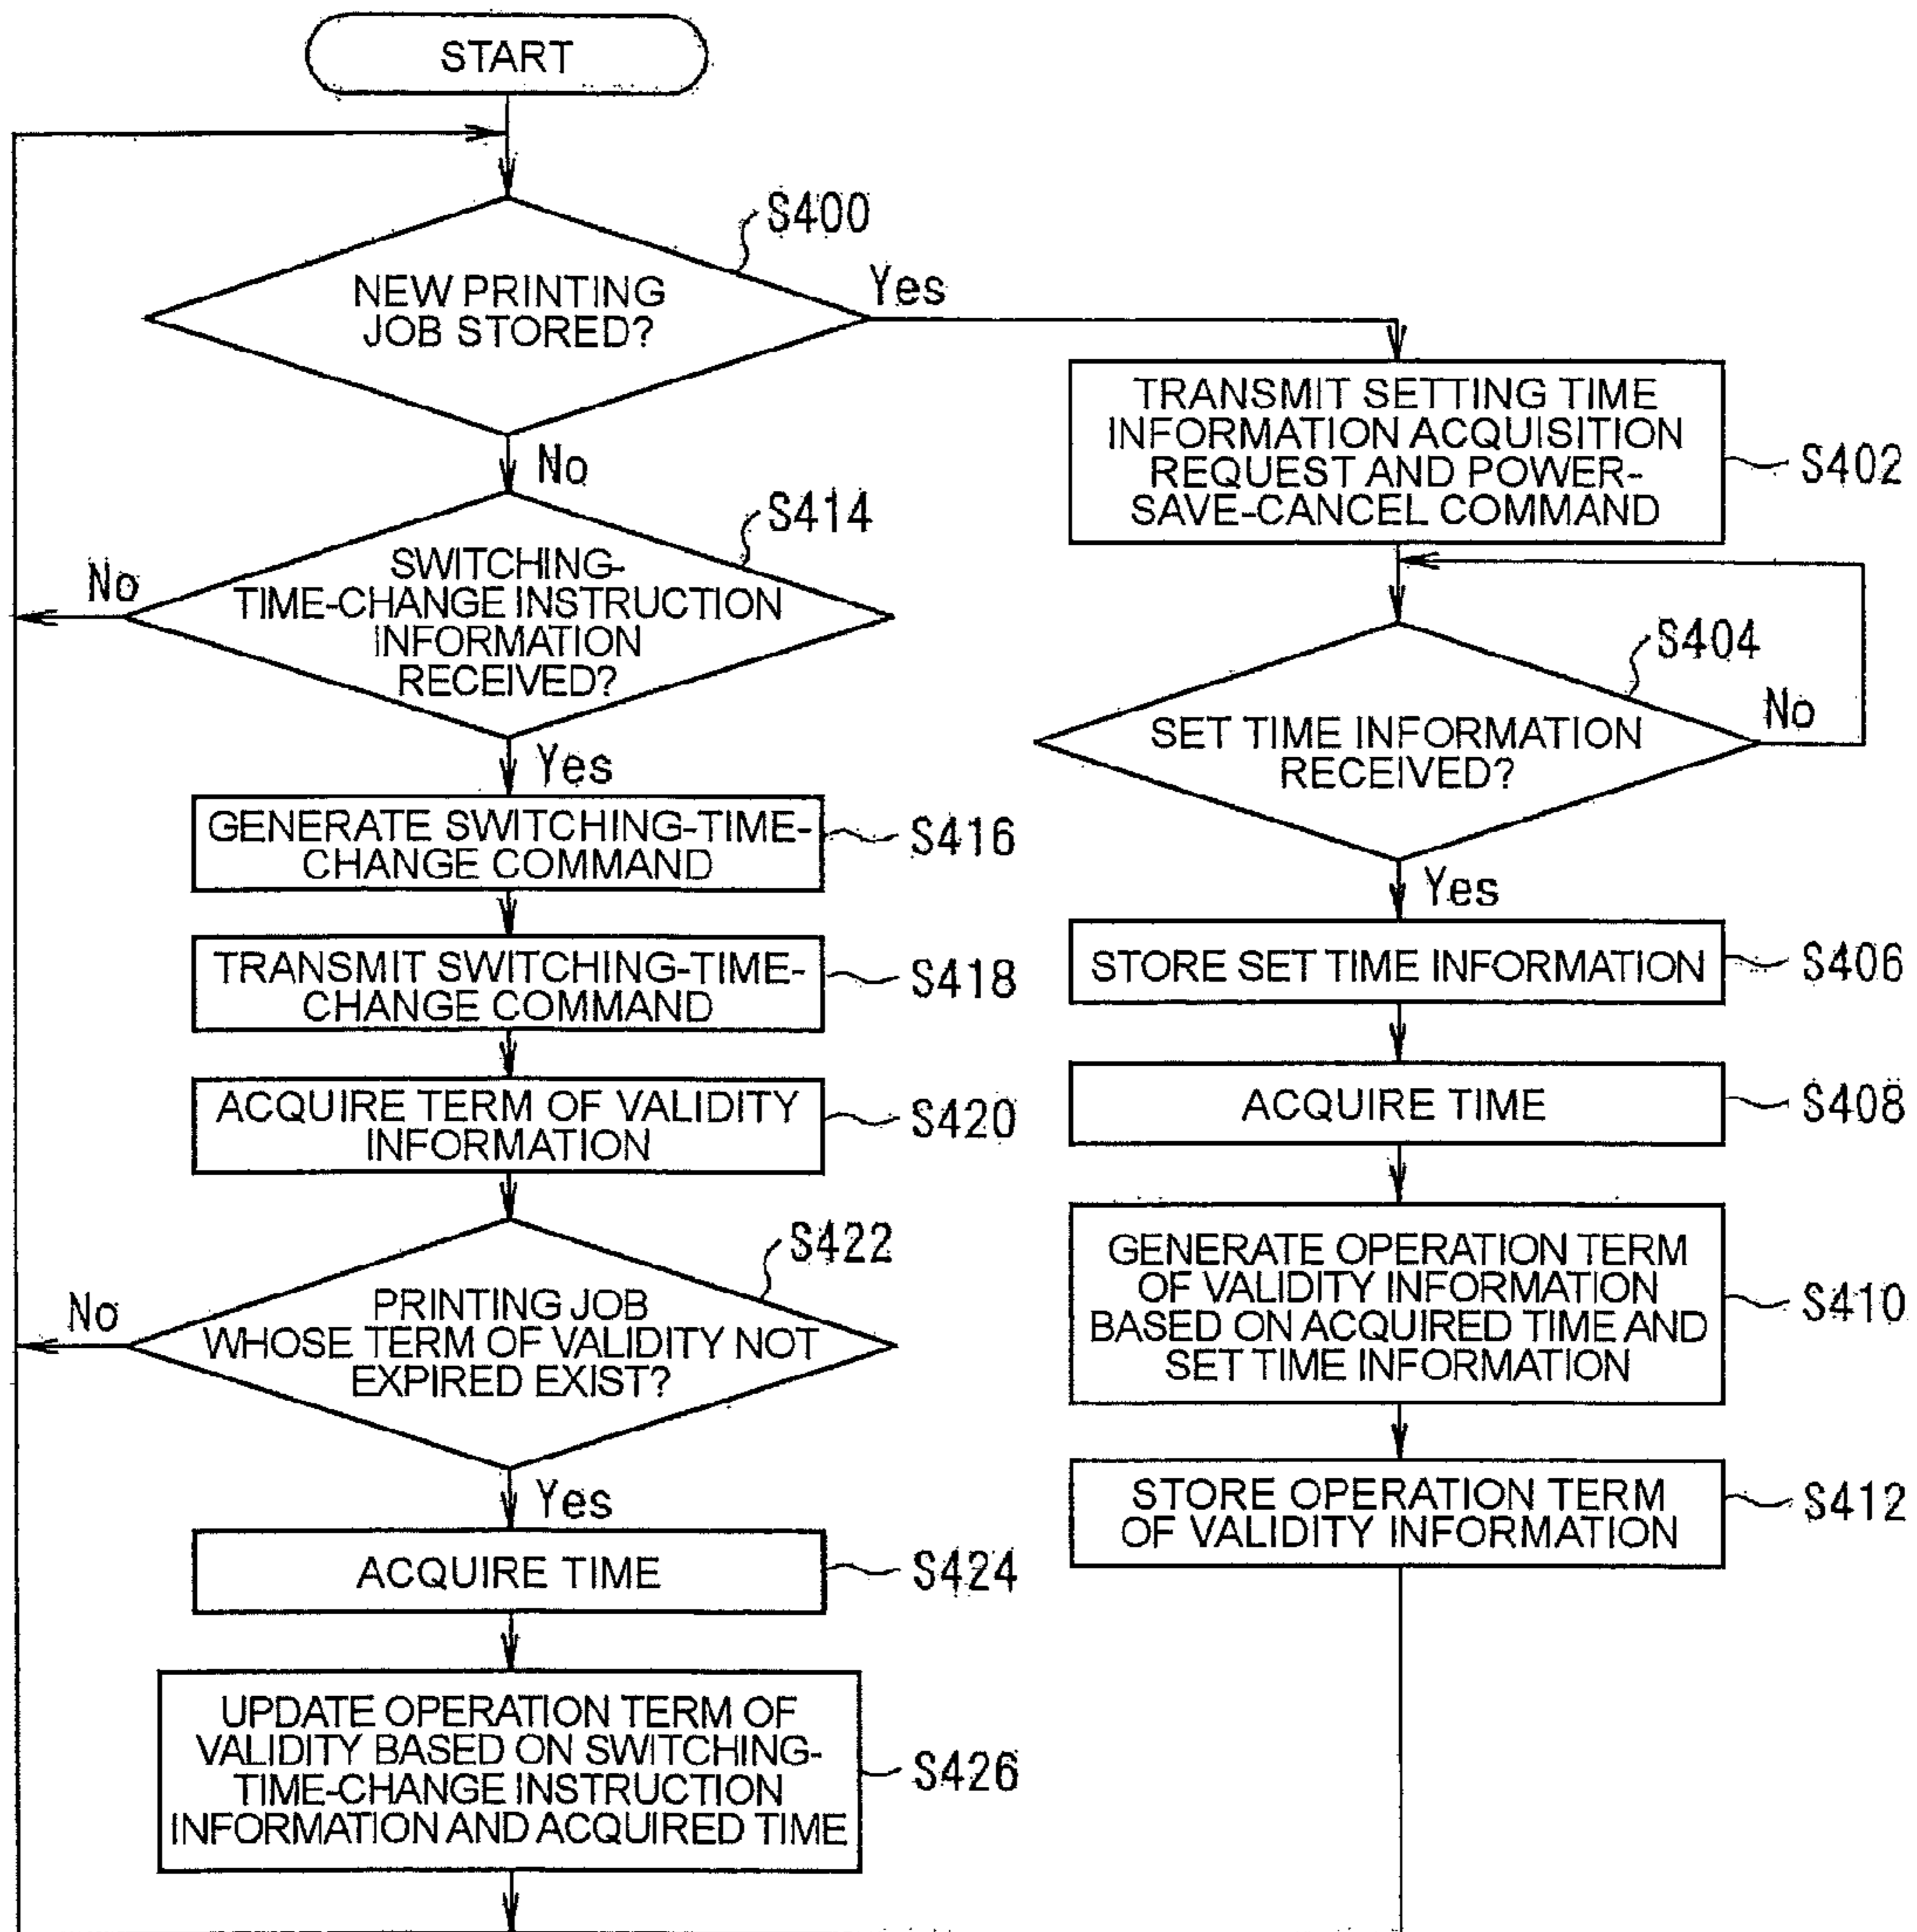 START
S400
NEW PRINTING
JOB STORED?
Yes
No
TRANSMIT SETTING TIME
INFORMATION ACQUISITION
REQUEST AND POWER-
SAVE-CANCEL COMMAND
S402
S414
SWITCHING-
TIME-CHANGE INSTRUCTION
INFORMATION
RECEIVED?
No
Yes
S404
SET TIME INFORMATION
RECEIVED?
No
Yes
GENERATE SWITCHING-TIME-
CHANGE COMMAND
S416
TRANSMIT SWITCHING-TIME-
CHANGE COMMAND
S418
ACQUIRE TERM OF VALIDITY
INFORMATION
S420
S422
PRINTING JOB
WHOSE TERM OF VALIDITY NOT
EXPIRED EXIST?
No
Yes
ACQUIRE TIME
S424
UPDATE OPERATION TERM OF
VALIDITY BASED ON SWITCHING-
TIME-CHANGE INSTRUCTION
INFORMATION AND ACQUIRED TIME
S426
STORE SET TIME INFORMATION
S406
ACQUIRE TIME
S408
GENERATE OPERATION TERM
OF VALIDITY INFORMATION
BASED ON ACQUIRED TIME AND
SET TIME INFORMATION
S410
STORE OPERATION TERM
OF VALIDITY INFORMATION
S412